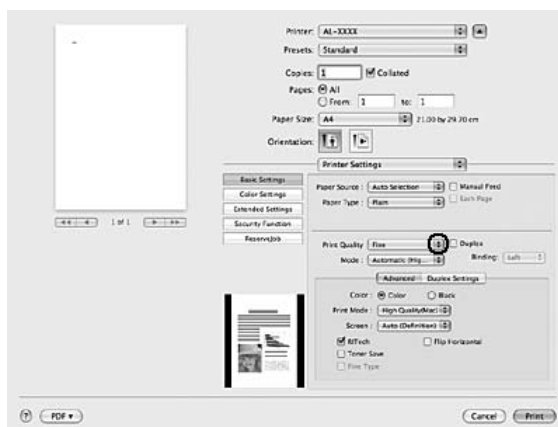 Printer: AL-XXXX
Presets: Standard
Copies: 1 Collated
Pages: All
From: 1 to: 1
Paper Size: A4 21.00 by 29.70 cm
Orientation:
Printer Settings
Basic Settings
Color Settings
Extended Settings
Security Function
ReserveJob
1 of 1
Paper Source : Auto Selection Manual Feed
Paper Type : Plain Each Page
Print Quality : Fine Duplex
Mode : Automatic (Hig... Binding: Left
Advanced Duplex Settings
Color : Color Black
Print Mode : High Quality(Mac)
Screen : Auto (Definition)
RITech Flip Horizontal
Toner Save
Fine Type
? PDF Cancel Print